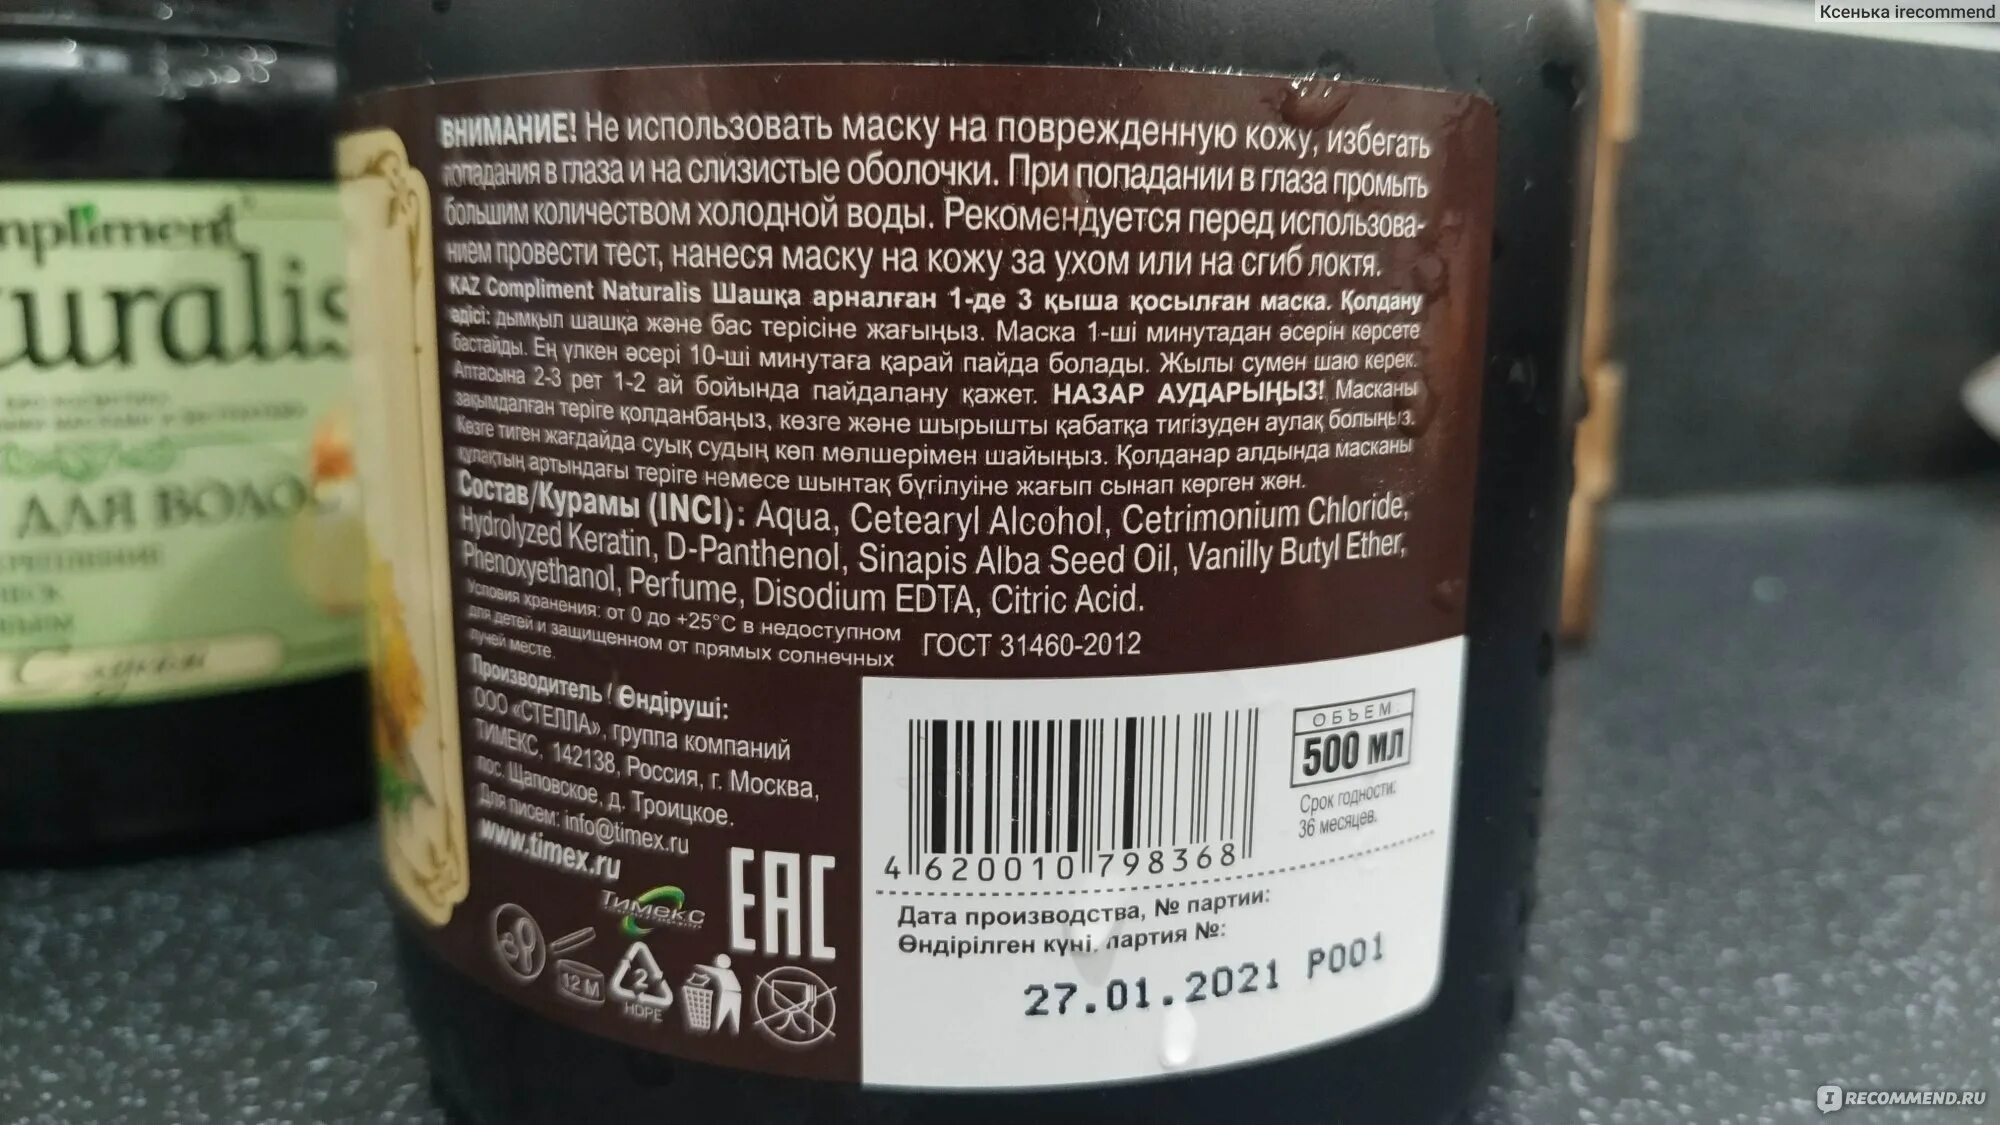 Ксенька irecommend
ВНИМАНИЕ! Не использовать маску на поврежденную кожу, избегать
попадания в глаза и на слизистые оболочки. При попадании в глаза промыть
большим количеством холодной воды. Рекомендуется перед использова-
нием провести тест, нанеся маску на кожу за ухом или на сгиб локтя.
KAZ Compliment Naturalis Шашқа арналған 1-де 3 қыша қосылған маска. Қолдану
әдісі: дымқыл шашқа және бас терісіне жағыңыз. Маска 1-ші минутадан әсерін көрсете
бастайды. Ең үлкен әсері 10-ші минутаға қарай пайда болады. Жылы сумен шаю керек.
Аптасына 2-3 рет 1-2 ай бойында пайдалану қажет. НАЗАР АУДАРЫҢЫЗ! Масканы
зақымдалған теріге қолданбаңыз, көзге және шырышты қабатқа тигізуден аулақ болыңыз.
Көзге тиген жағдайда суық судың көп мөлшерімен шайыңыз. Қолданар алдында масканы
құлақтың артындағы теріге немесе шынтақ бүгілуіне жағып сынап көрген жөн.
Состав/Курамы (INCI): Aqua, Cetearyl Alcohol, Cetrimonium Chloride,
Hydrolyzed Keratin, D-Panthenol, Sinapis Alba Seed Oil, Vanilly Butyl Ether,
Phenoxyethanol, Perfume, Disodium EDTA, Citric Acid.
Условия хранения: от 0 до +25°С в недоступном
для детей и защищенном от прямых солнечных
лучей месте.
ГОСТ 31460-2012
Производитель / Өндіруші:
ООО «СТЕЛЛА», группа компаний
ТИМЕКС, 142138, Россия, г. Москва,
пос. Щаповское, д. Троицкое.
Для писем: info@timex.ru
www.timex.ru
Тимекс
EAC
12 M
2
HDPE
ОБЪЕМ:
500 мл
Срок годности:
36 месяцев.
4 620010 798368
Дата производства, № партии:
Өндірілген күні, партия №:
27.01.2021 P001
mpliment
uralis
ДЛЯ ВОЛОС
IRECOMMEND.RU